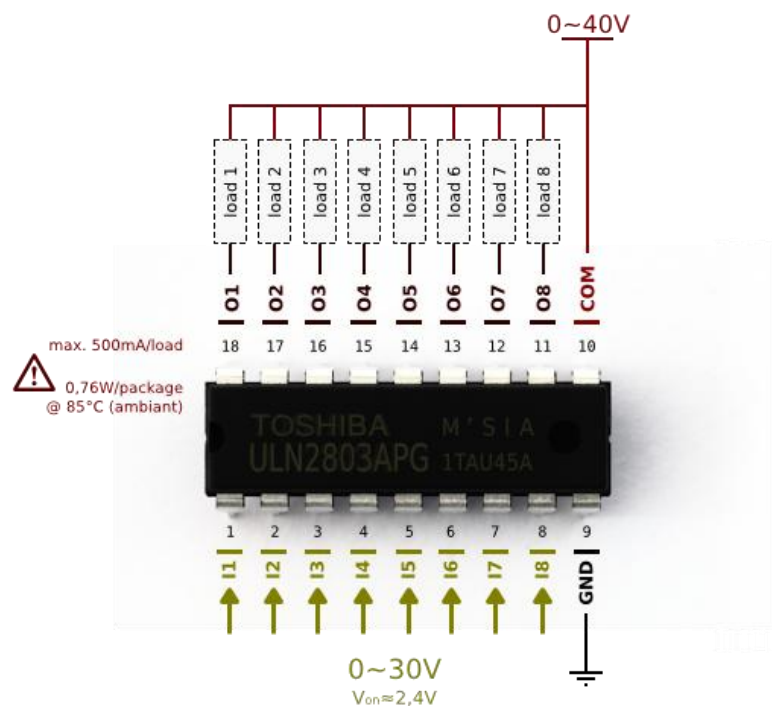 0~40V
load 1 load 2 load 3 load 4 load 5 load 6 load 7 load 8
O1 O2 O3 O4 O5 O6 O7 O8 COM
max. 500mA/load
18 17 16 15 14 13 12 11 10
0,76W/package
@ 85°C (ambiant)
TOSHIBA M'SIA
ULN2803APG 1TAU45A
1 2 3 4 5 6 7 8 9
I1 I2 I3 I4 I5 I6 I7 I8 GND
0~30V
Von≈2,4V